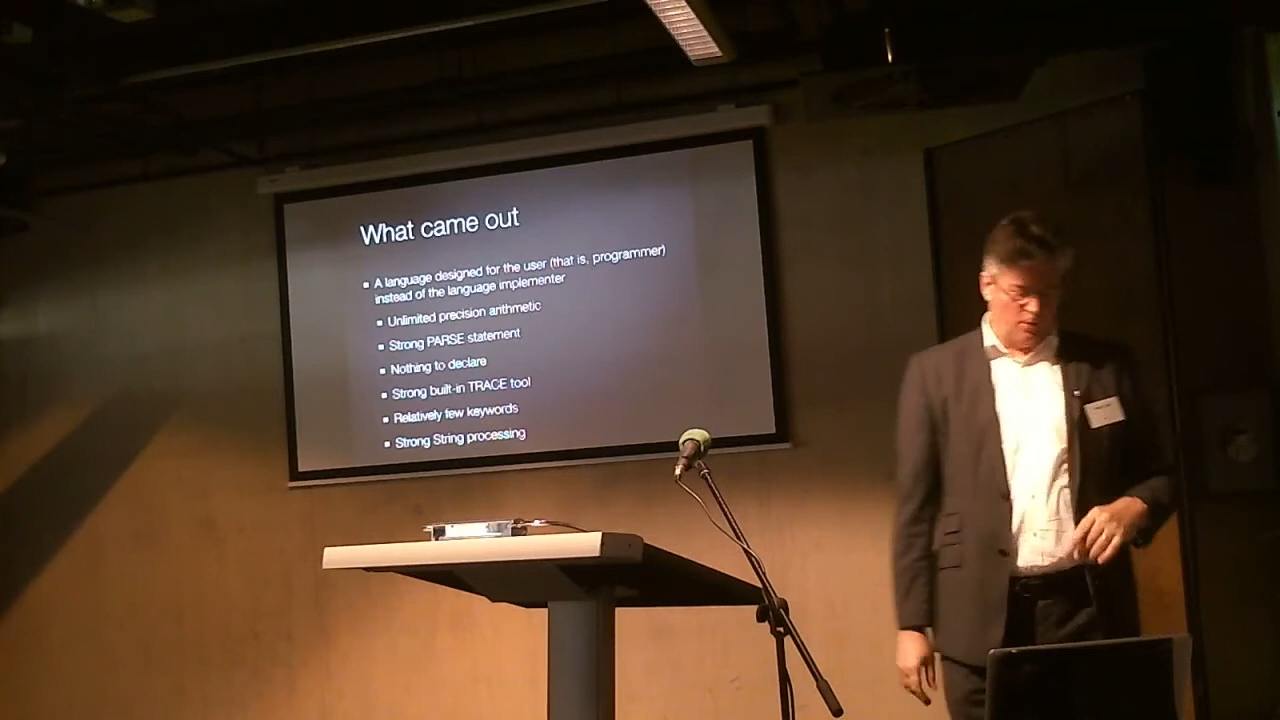 What came out
A language designed for the user (that is, programmer)
instead of the language implementer
Unlimited precision arithmetic
Strong PARSE statement
Nothing to declare
Strong built-in TRACE tool
Relatively few keywords
Strong String processing